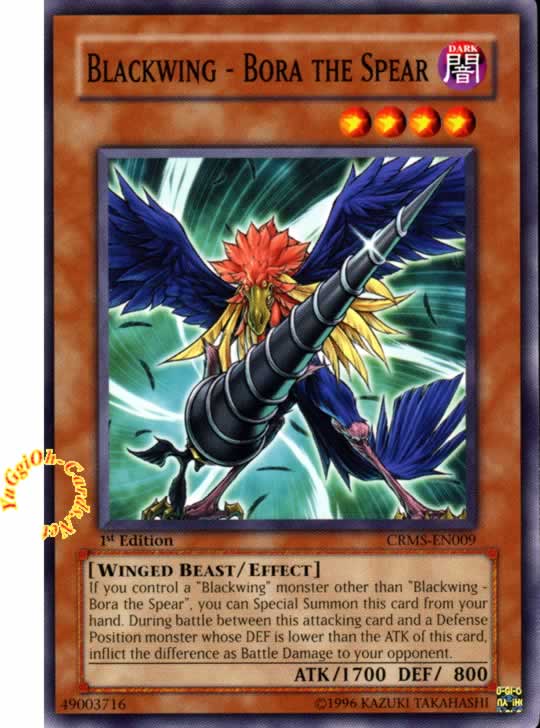 BLACKWING - BORA THE SPEAR
DARK
闇
YuGgiOh-Cards.Net
1st Edition
CRMS-EN009
[WINGED BEAST/EFFECT]
If you control a "Blackwing" monster other than "Blackwing -
Bora the Spear", you can Special Summon this card from your
hand. During battle between this attacking card and a Defense
Position monster whose DEF is lower than the ATK of this card,
inflict the difference as Battle Damage to your opponent.
ATK/1700 DEF/ 800
49003716
©1996 KAZUKI TAKAHASHI